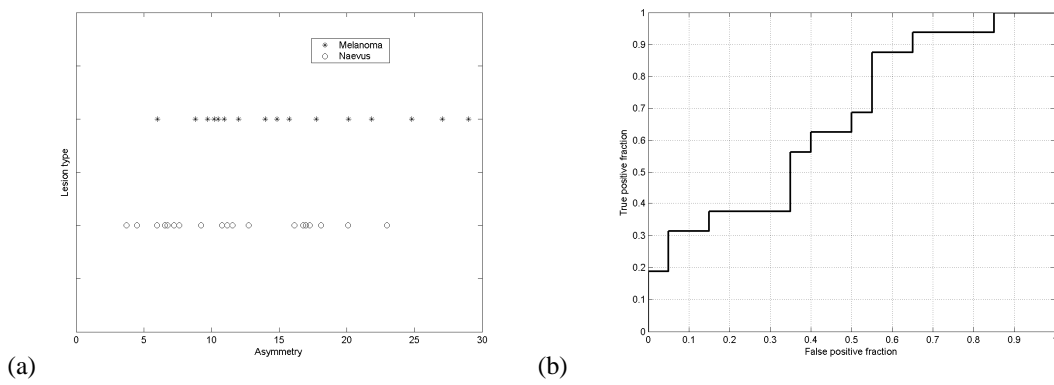 Melanoma
Naevus
Lesion type
0 5 10 15 20 25 30
Asymmetry
(a)
1
0.9
0.8
0.7
0.6
0.5
0.4
0.3
0.2
0.1
0
True positive fraction
0 0.1 0.2 0.3 0.4 0.5 0.6 0.7 0.8 0.9 1
False positive fraction
(b)